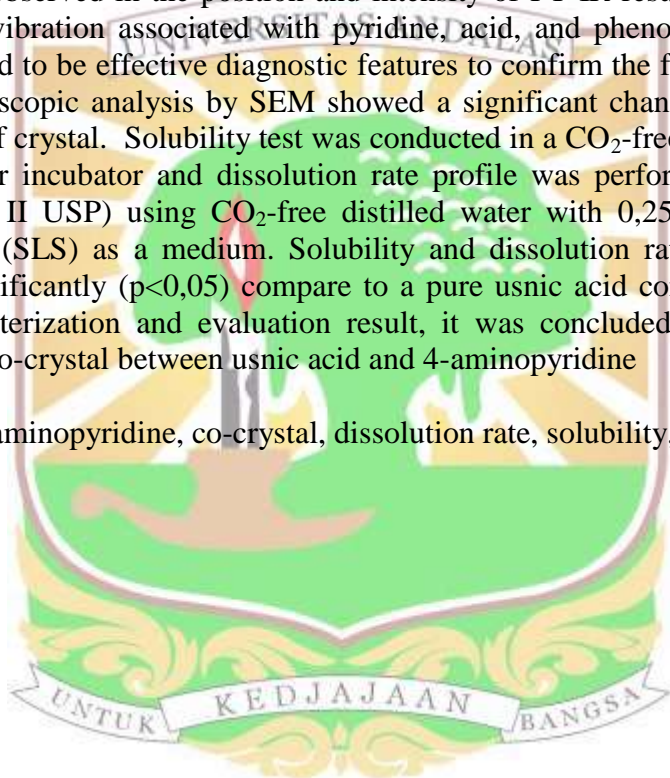 observed in the position and intensity of FT-IR resu
vibration associated with pyridine, acid, and pheno
UNIVERSITAS ANDALAS
d to be effective diagnostic features to confirm the f
scopic analysis by SEM showed a significant chan
of crystal. Solubility test was conducted in a CO2-free
r incubator and dissolution rate profile was perfor
II USP) using CO2-free distilled water with 0,25
(SLS) as a medium. Solubility and dissolution ra
ificantly (p<0,05) compare to a pure usnic acid co
terization and evaluation result, it was concluded
o-crystal between usnic acid and 4-aminopyridine
aminopyridine, co-crystal, dissolution rate, solubility
UNTUK KEDJAJAAN BANGSA